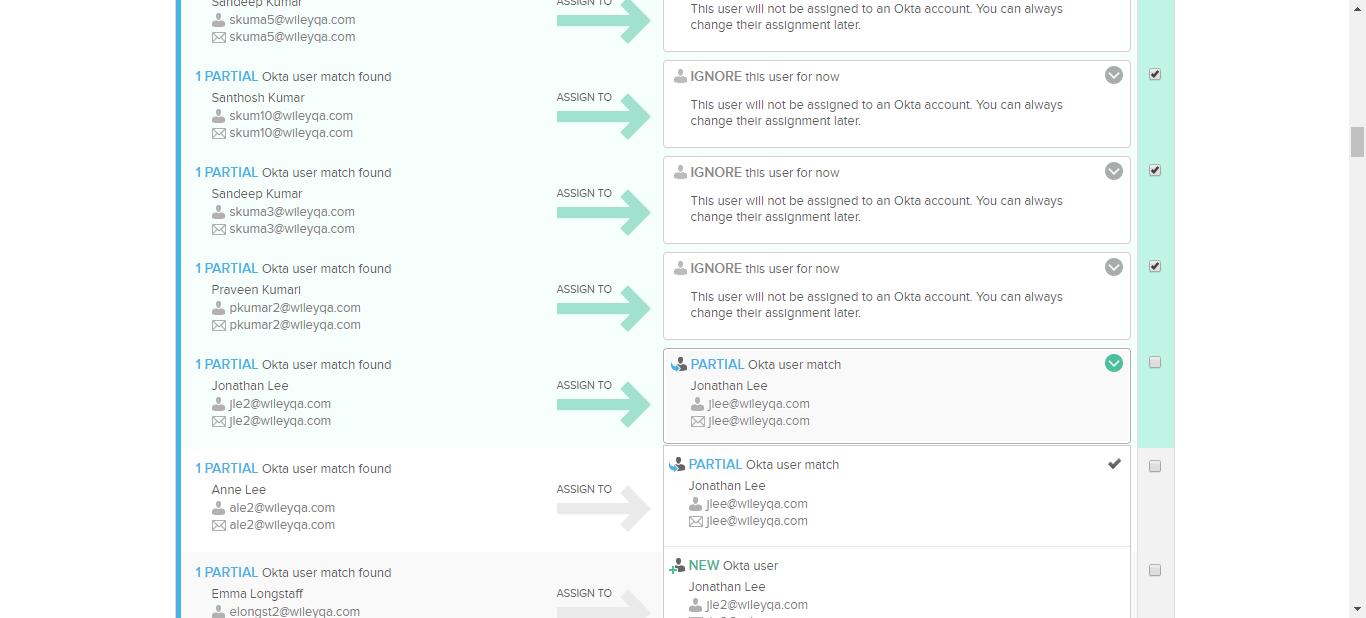 Sandeep Kumar
skuma5@wileyqa.com
skuma5@wileyqa.com
ASSIGN TO
This user will not be assigned to an Okta account. You can always
change their assignment later.
1 PARTIAL Okta user match found
Santhosh Kumar
skum10@wileyqa.com
skum10@wileyqa.com
ASSIGN TO
IGNORE this user for now
This user will not be assigned to an Okta account. You can always
change their assignment later.
1 PARTIAL Okta user match found
Sandeep Kumar
skuma3@wileyqa.com
skuma3@wileyqa.com
ASSIGN TO
IGNORE this user for now
This user will not be assigned to an Okta account. You can always
change their assignment later.
1 PARTIAL Okta user match found
Praveen Kumari
pkumar2@wileyqa.com
pkumar2@wileyqa.com
ASSIGN TO
IGNORE this user for now
This user will not be assigned to an Okta account. You can always
change their assignment later.
1 PARTIAL Okta user match found
Jonathan Lee
jle2@wileyqa.com
jle2@wileyqa.com
ASSIGN TO
PARTIAL Okta user match
Jonathan Lee
jlee@wileyqa.com
jlee@wileyqa.com
1 PARTIAL Okta user match found
Anne Lee
ale2@wileyqa.com
ale2@wileyqa.com
ASSIGN TO
PARTIAL Okta user match
Jonathan Lee
jlee@wileyqa.com
jlee@wileyqa.com
1 PARTIAL Okta user match found
Emma Longstaff
elongst2@wileyqa.com
ASSIGN TO
NEW Okta user
Jonathan Lee
jle2@wileyqa.com